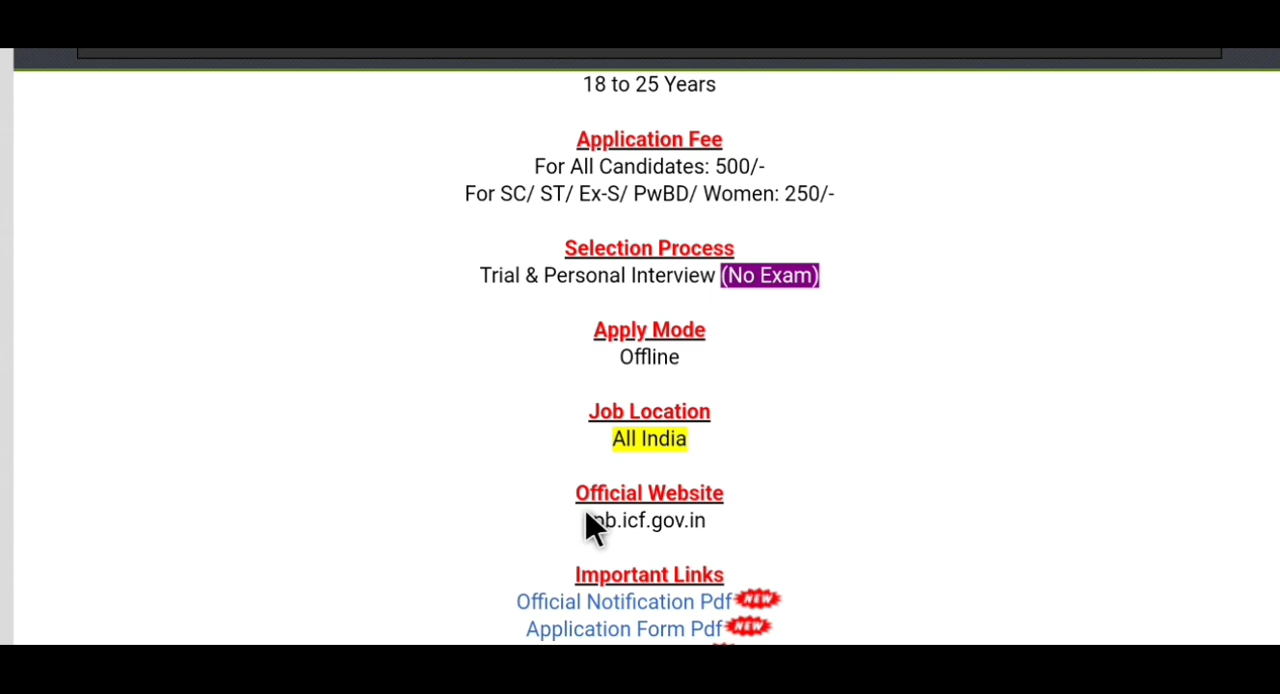 18 to 25 Years
Application Fee
For All Candidates: 500/-
For SC/ ST/ Ex-S/ PwBD/ Women: 250/-
Selection Process
Trial & Personal Interview (No Exam)
Apply Mode
Offline
Job Location
All India
Official Website
pb.icf.gov.in
Important Links
Official Notification Pdf NEW
Application Form Pdf NEW